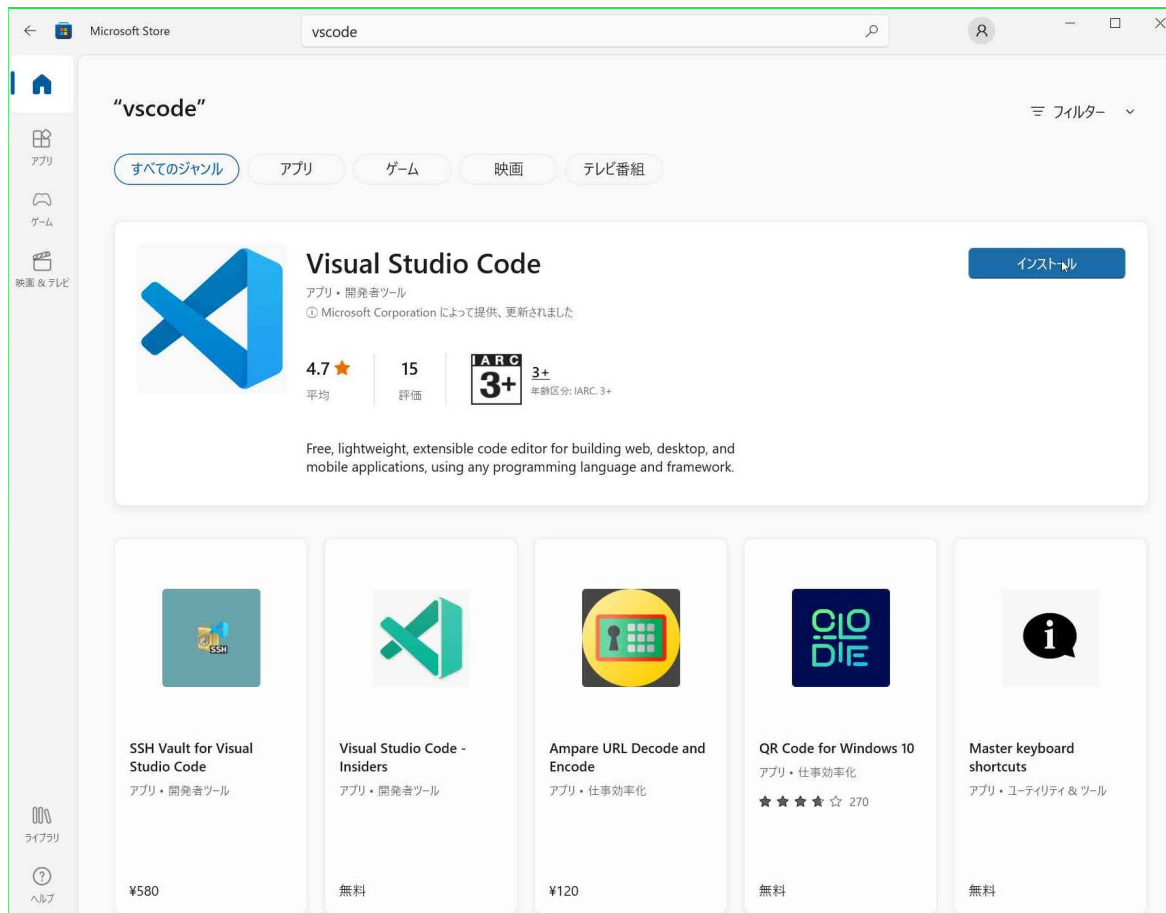 Microsoft Store
vscode
アプリ
ゲーム
映画 & テレビ
ライブラリ
ヘルプ
“vscode”
フィルター
すべてのジャンル
アプリ
ゲーム
映画
テレビ番組
Visual Studio Code
インストール
アプリ • 開発者ツール
Microsoft Corporation によって提供、更新されました
4.7
平均
15
評価
IARC
3+
3+
年齢区分: IARC. 3+
Free, lightweight, extensible code editor for building web, desktop, and
mobile applications, using any programming language and framework.
SSH
SSH Vault for Visual
Studio Code
アプリ • 開発者ツール
¥580
Visual Studio Code -
Insiders
アプリ • 開発者ツール
無料
Ampare URL Decode and
Encode
アプリ • 仕事効率化
¥120
QR Code for Windows 10
アプリ • 仕事効率化
270
無料
i
Master keyboard
shortcuts
アプリ • ユーティリティ & ツール
無料